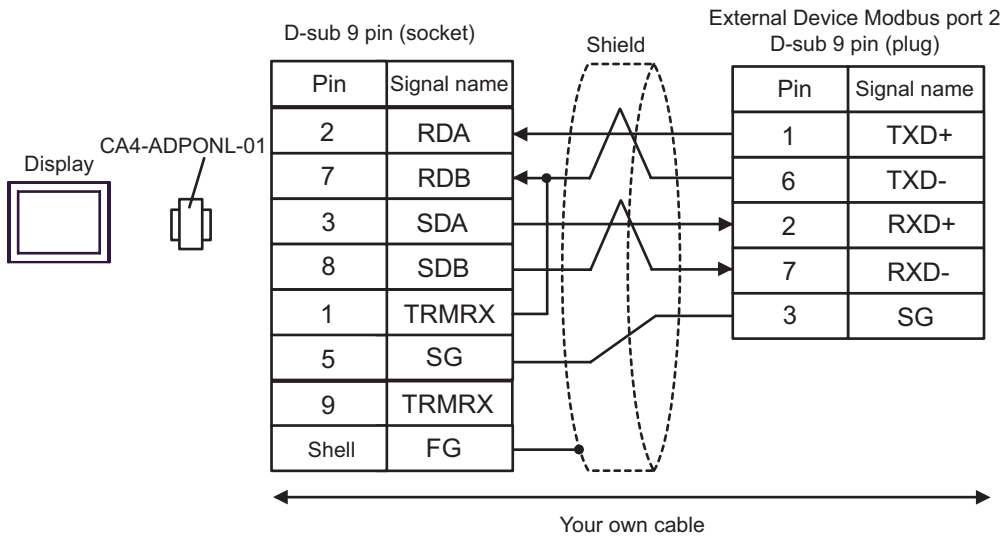 External Device Modbus port 2
D-sub 9 pin (socket)
Shield
D-sub 9 pin (plug)
Pin Signal name
Pin Signal name
2 RDA
1 TXD+
CA4-ADPONL-01
Display
7 RDB
6 TXD-
3 SDA
2 RXD+
8 SDB
7 RXD-
1 TRMRX
3 SG
5 SG
9 TRMRX
Shell FG
Your own cable